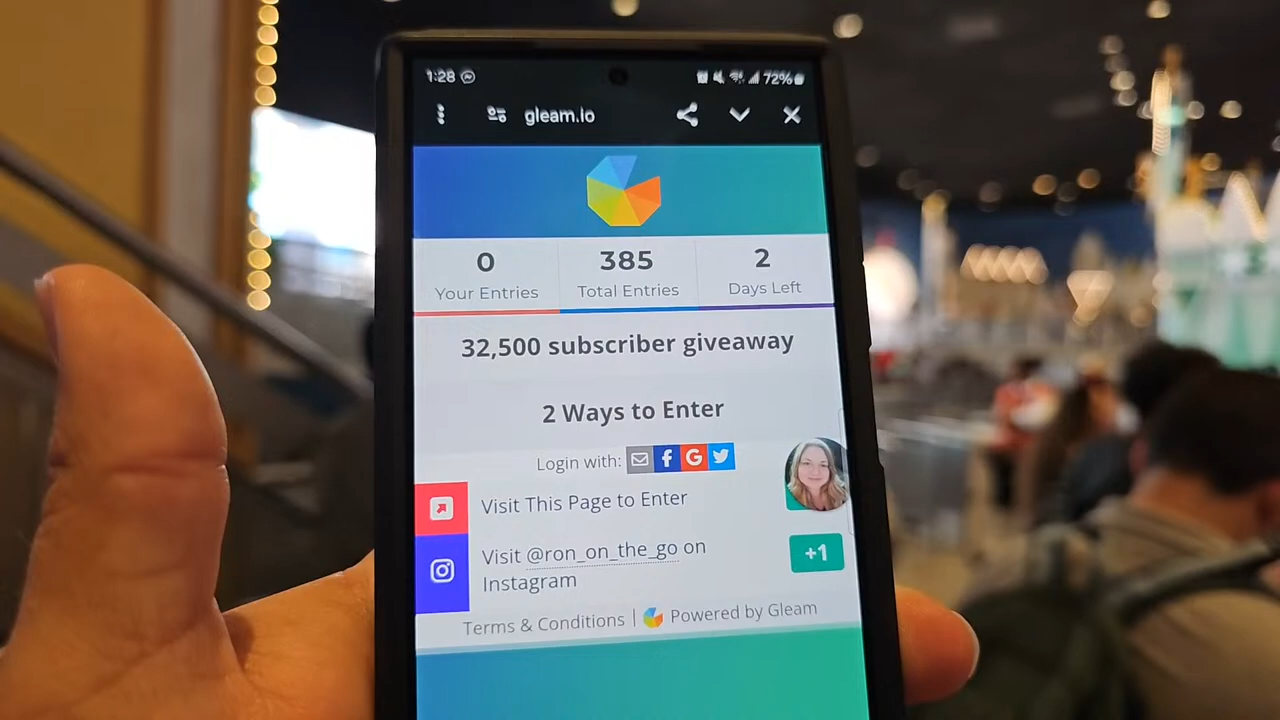 1:28 72%
gleam.io
0 385 2
Your Entries Total Entries Days Left
32,500 subscriber giveaway
2 Ways to Enter
Login with:
Visit This Page to Enter
Visit @ron_on_the_go on
Instagram
+1
Terms & Conditions | Powered by Gleam